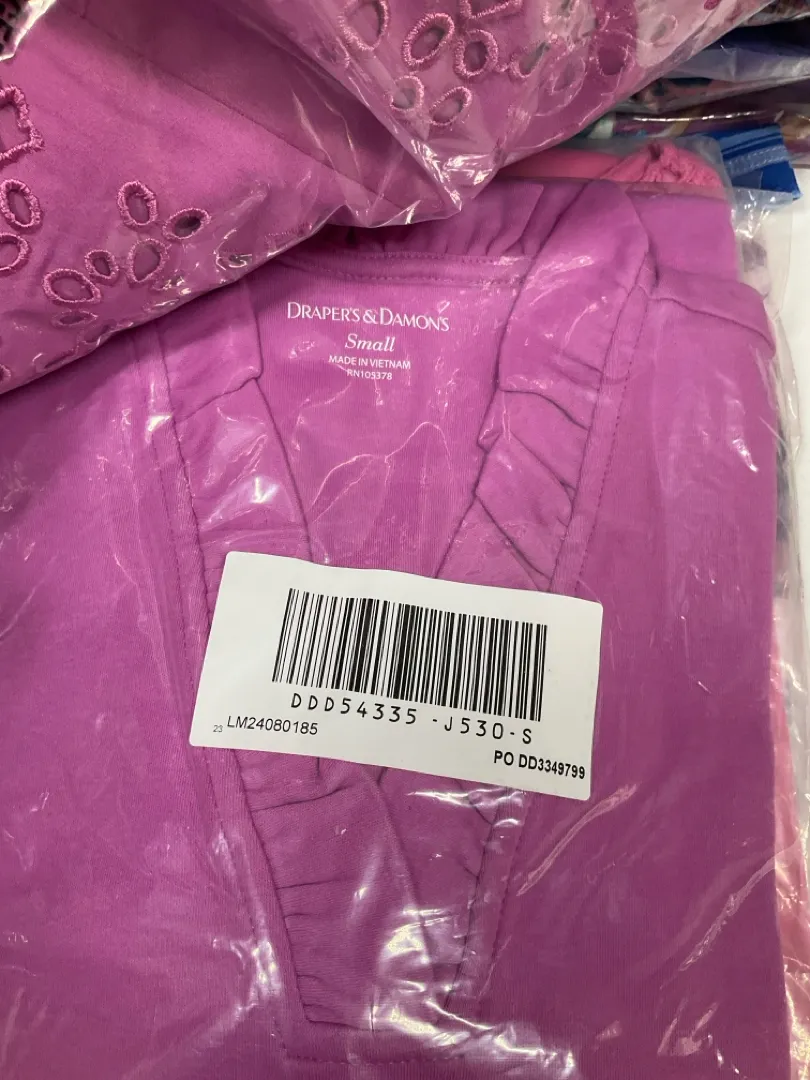 DRAPER'S & DAMON'S
Small
MADE IN VIETNAM
RN105378
DDD54335 -J530-S
23 LM24080185
PO DD3349799